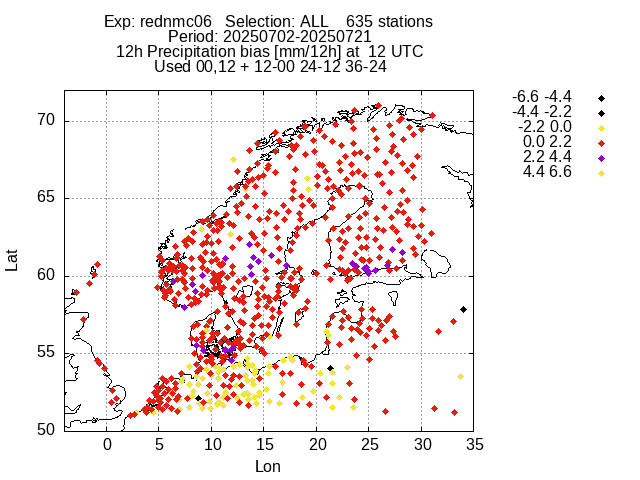 Exp: rednmc06 Selection: ALL 635 stations
Period: 20250702-20250721
12h Precipitation bias [mm/12h] at 12 UTC
Used 00,12 + 12-00 24-12 36-24
-6.6 -4.4
-4.4 -2.2
-2.2 0.0
0.0 2.2
2.2 4.4
4.4 6.6
70
65
60
55
50
Lat
0 5 10 15 20 25 30 35
Lon